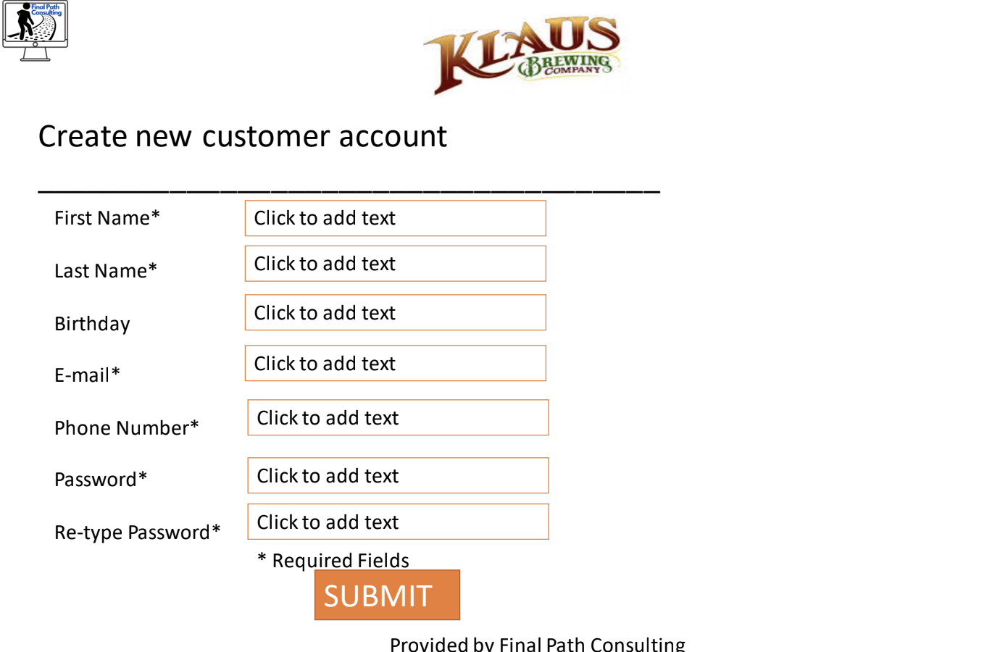 Final Path
Consulting
KLAUS
BREWING
COMPANY
Create new customer account
_____________________________________
First Name*
Click to add text
Last Name*
Click to add text
Birthday
Click to add text
E-mail*
Click to add text
Phone Number*
Click to add text
Password*
Click to add text
Re-type Password*
Click to add text
* Required Fields
SUBMIT
Provided by Final Path Consulting